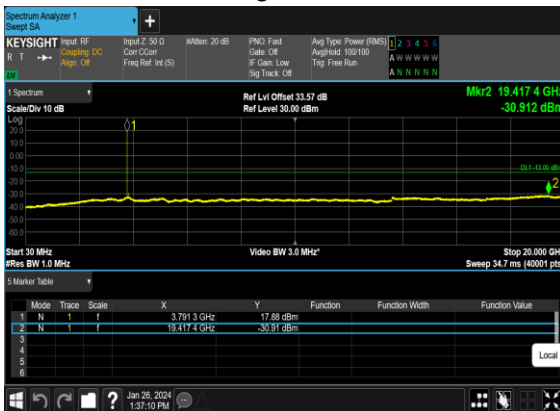 Spectrum Analyzer 1
Swept SA
+
KEYSIGHT Input: RF Input Z: 50 Ω #Atten: 20 dB PNO: Fast Avg Type: Power (RMS) 1 2 3 4 5 6
R T Coupling: DC Corr CCorr Gate: Off Avg|Hold: 100/100 A W W W W W
Align: Off Freq Ref: Int (S) IF Gain: Low Trig: Free Run
LV Sig Track: Off A N N N N N
1 Spectrum Ref Lvl Offset 33.57 dB Mkr2 19.417 4 GHz
Scale/Div 10 dB Ref Level 30.00 dBm -30.912 dBm
Log
1
20.0
10.0
0.00
-10.0
DL1 -13.00 dBm
-20.0
2
-30.0
-40.0
-50.0
-60.0
Start 30 MHz Video BW 3.0 MHz* Stop 20.000 GH
#Res BW 1.0 MHz Sweep 34.7 ms (40001 pts
5 Marker Table
Mode Trace Scale X Y Function Function Width Function Value
1 N 1 f 3.791 3 GHz 17.88 dBm
2 N 1 f 19.417 4 GHz -30.91 dBm
3
4
5
6
Local
? Jan 26, 2024
1:37:10 PM